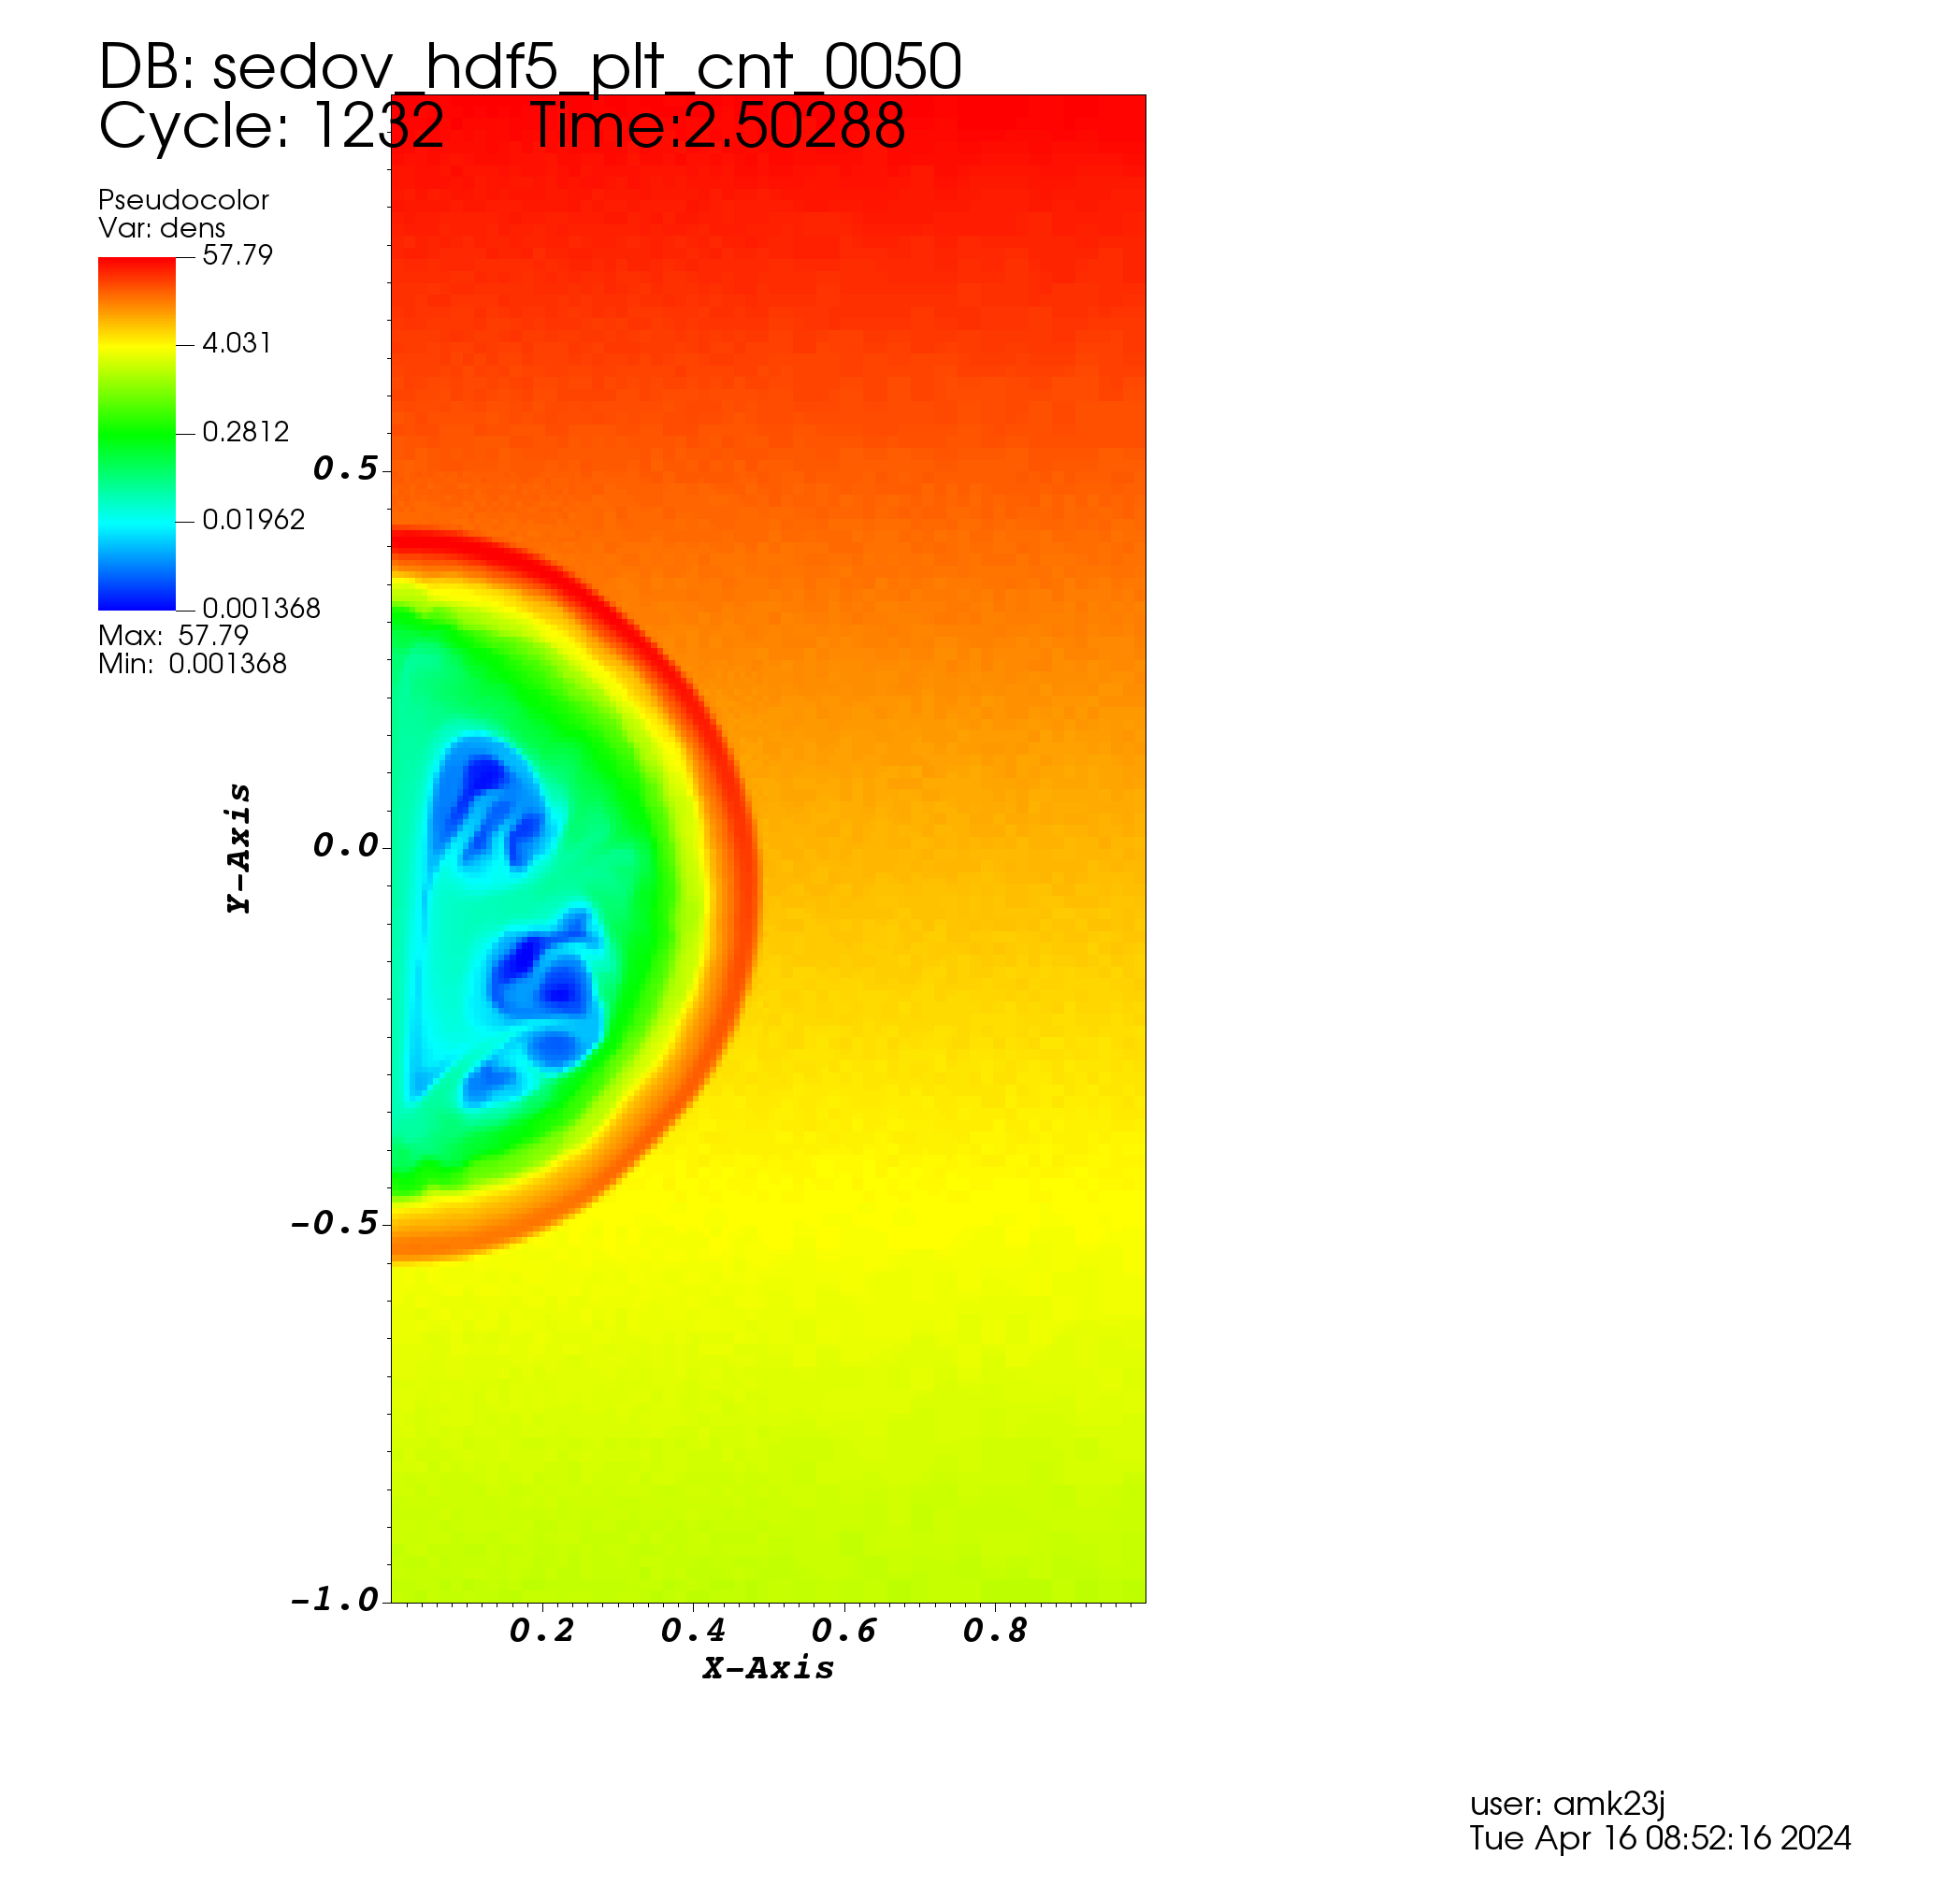 DB: sedov_hdf5_plt_cnt_0050
Cycle: 1232 Time:2.50288
Pseudocolor
Var: dens
57.79
4.031
0.2812
0.01962
0.001368
Max: 57.79
Min: 0.001368
0.5
0.0
-0.5
-1.0
Y-Axis
0.2 0.4 0.6 0.8
X-Axis
user: amk23j
Tue Apr 16 08:52:16 2024